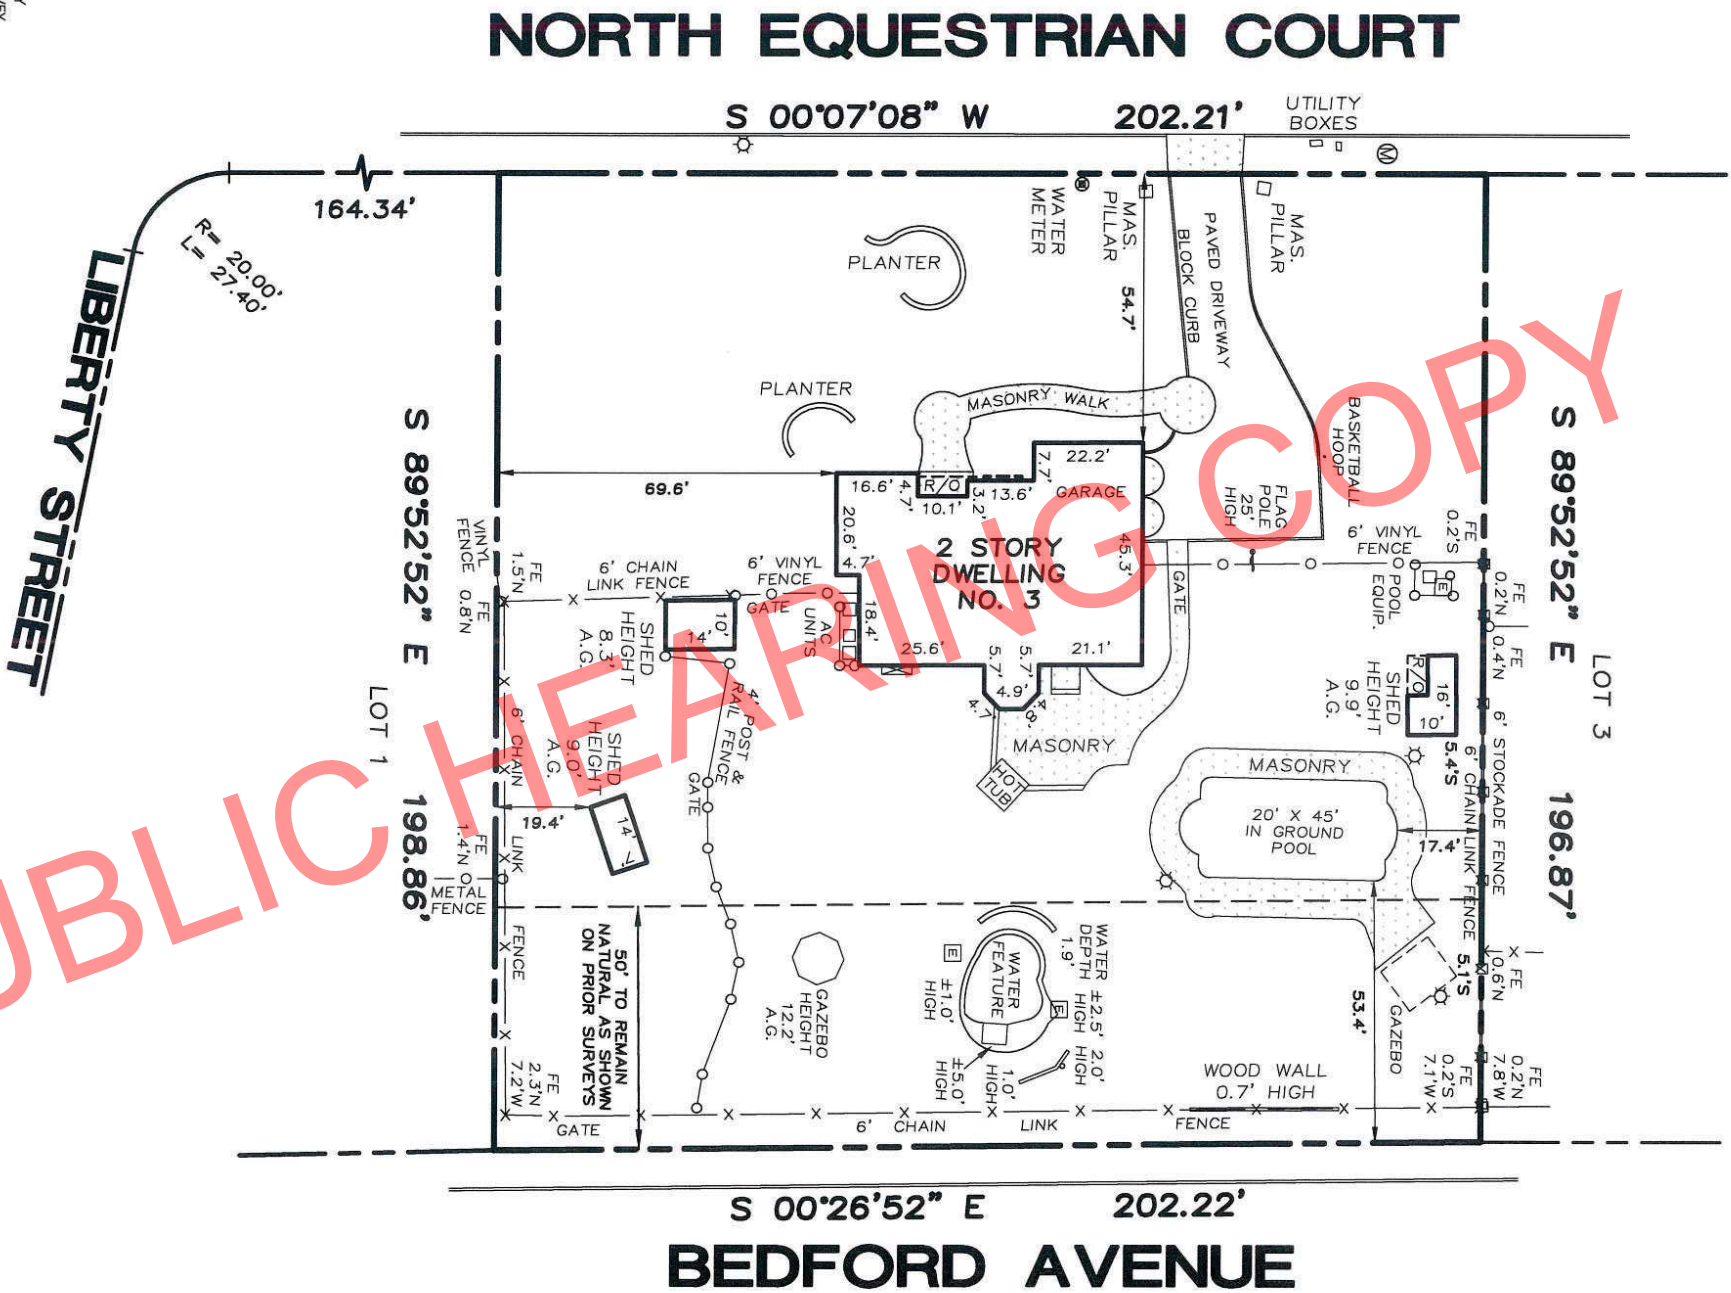 NORTH EQUESTRIAN COURT
S 00°07'08" W 202.21'
UTILITY
BOXES
M
164.34'
R= 20.00'
L= 27.40'
LIBERTY STREET
WATER
METER
MAS.
PILLAR
MAS.
PILLAR
PAVED DRIVEWAY
BLOCK CURB
54.7'
PLANTER
PLANTER
MASONRY WALK
BASKETBALL
HOOP
FLAG
POLE
25'
HIGH
69.6'
16.6'
4.7'
R/O
10.1'
3.2'
13.6'
7.7'
22.2'
GARAGE
45.3'
20.6'
4.7'
18.4'
2 STORY
DWELLING
NO. 3
25.6'
5.7'
5.7'
4.9'
4.7'
4.8'
21.1'
S 89°52'52" E 198.86'
LOT 1
S 89°52'52" E 196.87'
LOT 3
VINYL
FENCE
FE
1.5'N
FE
0.8'N
6' CHAIN
LINK FENCE
6' VINYL
FENCE
GATE
AC
UNITS
10'
14'
SHED
HEIGHT
8.3'
A.G.
4' POST &
RAIL FENCE
GATE
SHED
HEIGHT
9.0'
A.G.
14'
7'
19.4'
6' CHAIN LINK FENCE
FE
1.4'N
METAL
FENCE
GATE
6' VINYL
FENCE
FE
0.2'S
POOL
EQUIP.
E
FE
0.2'N
FE
0.4'N
SHED
HEIGHT
9.9'
A.G.
R/O
16'
10'
5.4'S
6' STOCKADE FENCE
6' CHAIN LINK FENCE
MASONRY
HOT
TUB
MASONRY
20' X 45'
IN GROUND
POOL
17.4'
53.4'
5.1'S
FE
0.6'N
GAZEBO
50' TO REMAIN
NATURAL AS SHOWN
ON PRIOR SURVEYS
GAZEBO
HEIGHT
12.2'
A.G.
WATER
FEATURE
WATER
DEPTH
1.9'
E
E
±1.0'
HIGH
±2.5'
HIGH
2.0'
HIGH
±5.0'
HIGH
1.0'
HIGH
WOOD WALL
0.7' HIGH
FE
2.3'N
7.2'W
GATE
6' CHAIN LINK FENCE
FE
0.2'S
7.1'W
FE
0.2'N
7.8'W
S 00°26'52" E 202.22'
BEDFORD AVENUE
UBLIC HEARING COPY